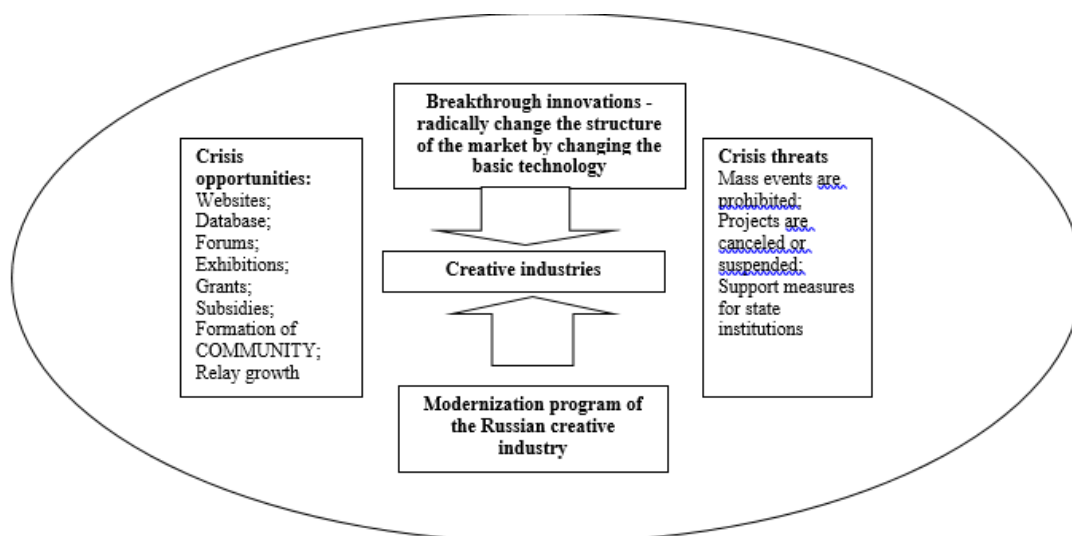 Breakthrough innovations -
radically change the structure
of the market by changing the
basic technology
Crisis
opportunities:
Websites;
Database;
Forums;
Exhibitions;
Grants;
Subsidies;
Formation of
COMMUNITY;
Relay growth
Creative industries
Crisis threats
Mass events are
prohibited;
Projects are
canceled or
suspended;
Support measures
for state
institutions
Modernization program of
the Russian creative
industry